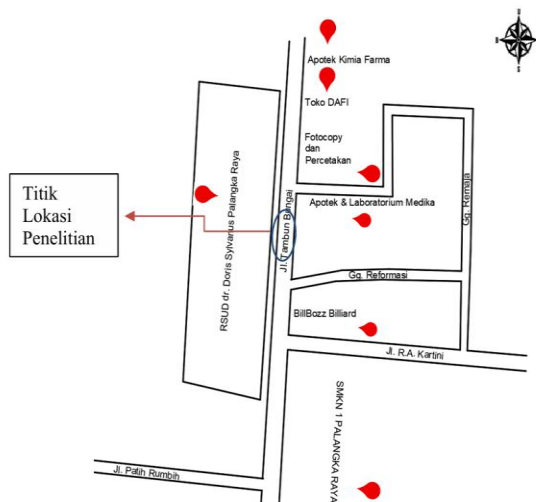 Apotek Kimia Farma
Toko DAFI
Fotocopy
dan
Percetakan
Apotek & Laboratorium Medika
Gg. Remaja
Titik
Lokasi
Penelitian
RSUD dr. Doris Sylvanus Palangka Raya
Jl. Tambun Bungai
Gg. Reformasi
BillBozz Billiard
Jl. R.A. Kartini
SMKN 1 PALANGKA RAYA
Jl. Patih Rumbih